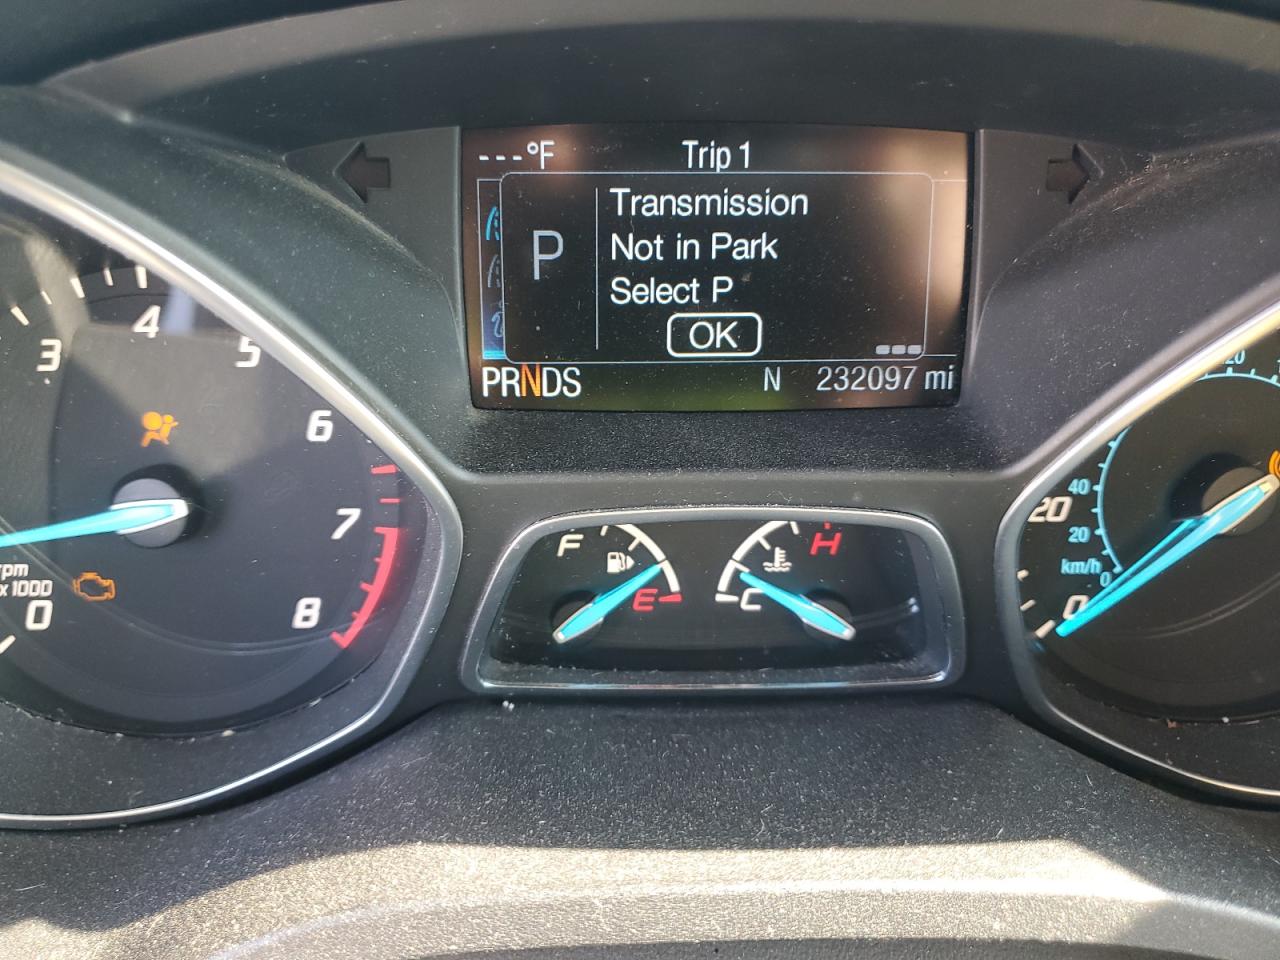 ---°F Trip 1
P
Transmission
Not in Park
Select P
OK
PRNDS N 232097 mi
3
4
5
6
7
8
rpm
x 1000
0
F
E
H
C
20
0
40
20
km/h
0